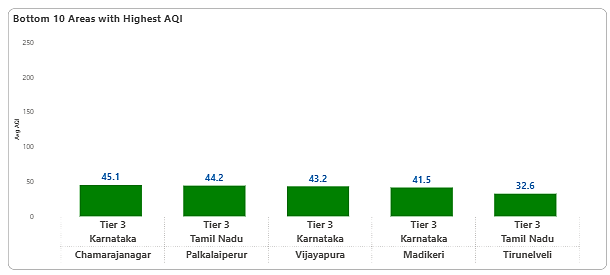 Bottom 10 Areas with Highest AQI
250
200
150
100
50
0
Avg AQI
45.1 44.2 43.2 41.5 32.6
Tier 3 Tier 3 Tier 3 Tier 3 Tier 3
Karnataka Tamil Nadu Karnataka Karnataka Tamil Nadu
Chamarajanagar Palkalaiperur Vijayapura Madikeri Tirunelveli